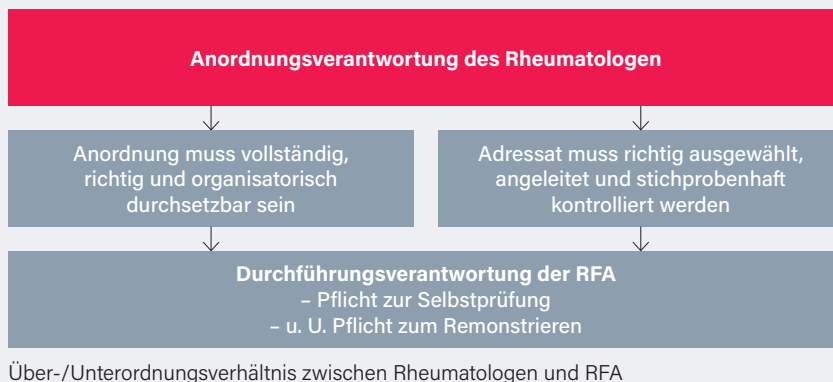 Anordnungsverantwortung des Rheumatologen
Anordnung muss vollständig,
richtig und organisatorisch
durchsetzbar sein
Adressat muss richtig ausgewählt,
angeleitet und stichprobenhaft
kontrolliert werden
Durchführungsverantwortung der RFA
– Pflicht zur Selbstprüfung
– u. U. Pflicht zum Remonstrieren
Über-/Unterordnungsverhältnis zwischen Rheumatologen und RFA